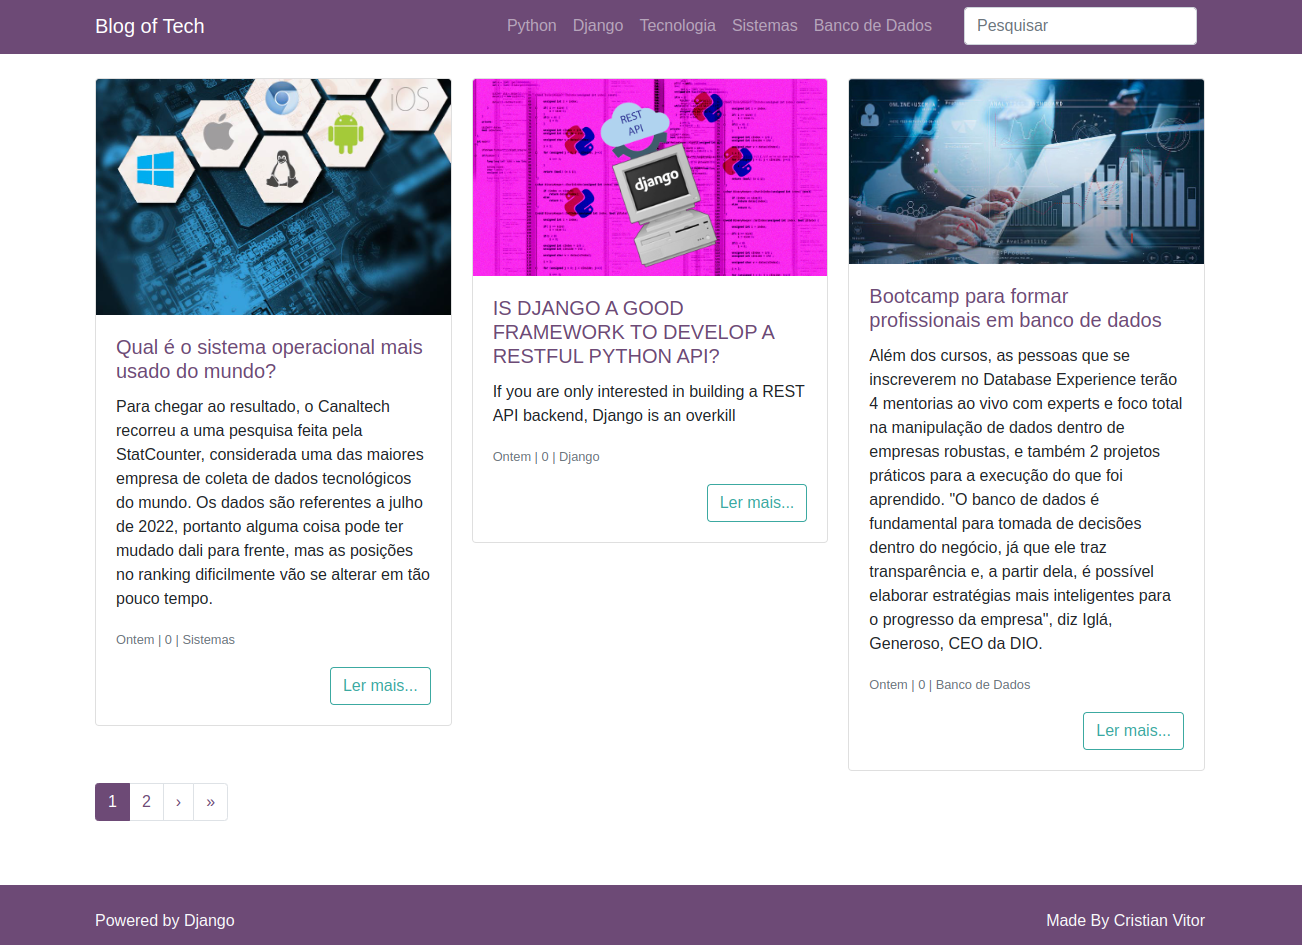 Blog of Tech
Python Django Tecnologia Sistemas Banco de Dados
Pesquisar
iOS
Qual é o sistema operacional mais
usado do mundo?
Para chegar ao resultado, o Canaltech
recorreu a uma pesquisa feita pela
StatCounter, considerada uma das maiores
empresa de coleta de dados tecnológicos
do mundo. Os dados são referentes a julho
de 2022, portanto alguma coisa pode ter
mudado dali para frente, mas as posições
no ranking dificilmente vão se alterar em tão
pouco tempo.
Ontem | 0 | Sistemas
Ler mais...
REST
API
django
IS DJANGO A GOOD
FRAMEWORK TO DEVELOP A
RESTFUL PYTHON API?
If you are only interested in building a REST
API backend, Django is an overkill
Ontem | 0 | Django
Ler mais...
Bootcamp para formar
profissionais em banco de dados
Além dos cursos, as pessoas que se
inscreverem no Database Experience terão
4 mentorias ao vivo com experts e foco total
na manipulação de dados dentro de
empresas robustas, e também 2 projetos
práticos para a execução do que foi
aprendido. "O banco de dados é
fundamental para tomada de decisões
dentro do negócio, já que ele traz
transparência e, a partir dela, é possível
elaborar estratégias mais inteligentes para
o progresso da empresa", diz Iglá,
Generoso, CEO da DIO.
Ontem | 0 | Banco de Dados
Ler mais...
1 2 › »
Powered by Django
Made By Cristian Vitor